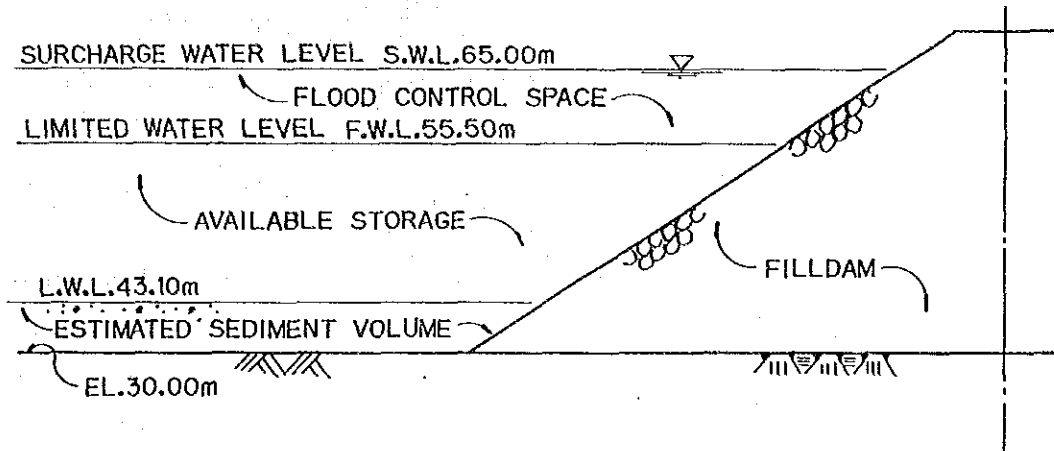 SURCHARGE WATER LEVEL S.W.L.65.00m
FLOOD CONTROL SPACE
LIMITED WATER LEVEL F.W.L.55.50m
AVAILABLE STORAGE
FILLDAM
L.W.L.43.10m
ESTIMATED SEDIMENT VOLUME
EL.30.00m